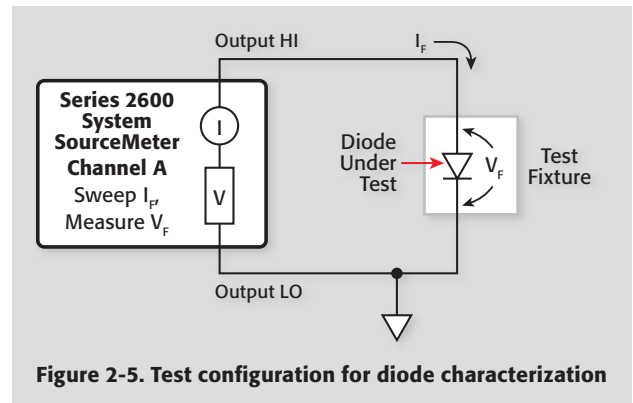 Output HI
I_F
Series 2600
System
SourceMeter
Channel A
Sweep I_F,
Measure V_F
I
V
Diode
Under
Test
V_F
Test
Fixture
Output LO
Figure 2-5. Test configuration for diode characterization